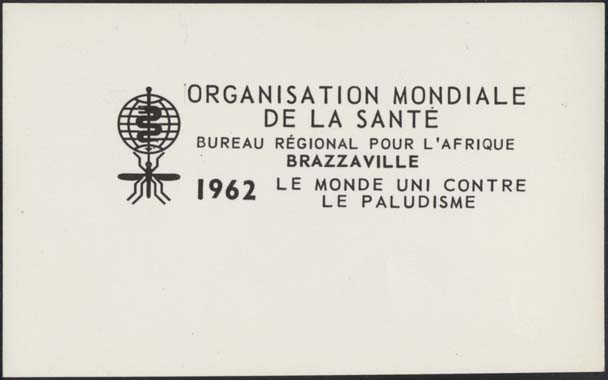 ORGANISATION MONDIALE
DE LA SANTÉ
BUREAU RÉGIONAL POUR L'AFRIQUE
BRAZZAVILLE
1962 LE MONDE UNI CONTRE
LE PALUDISME